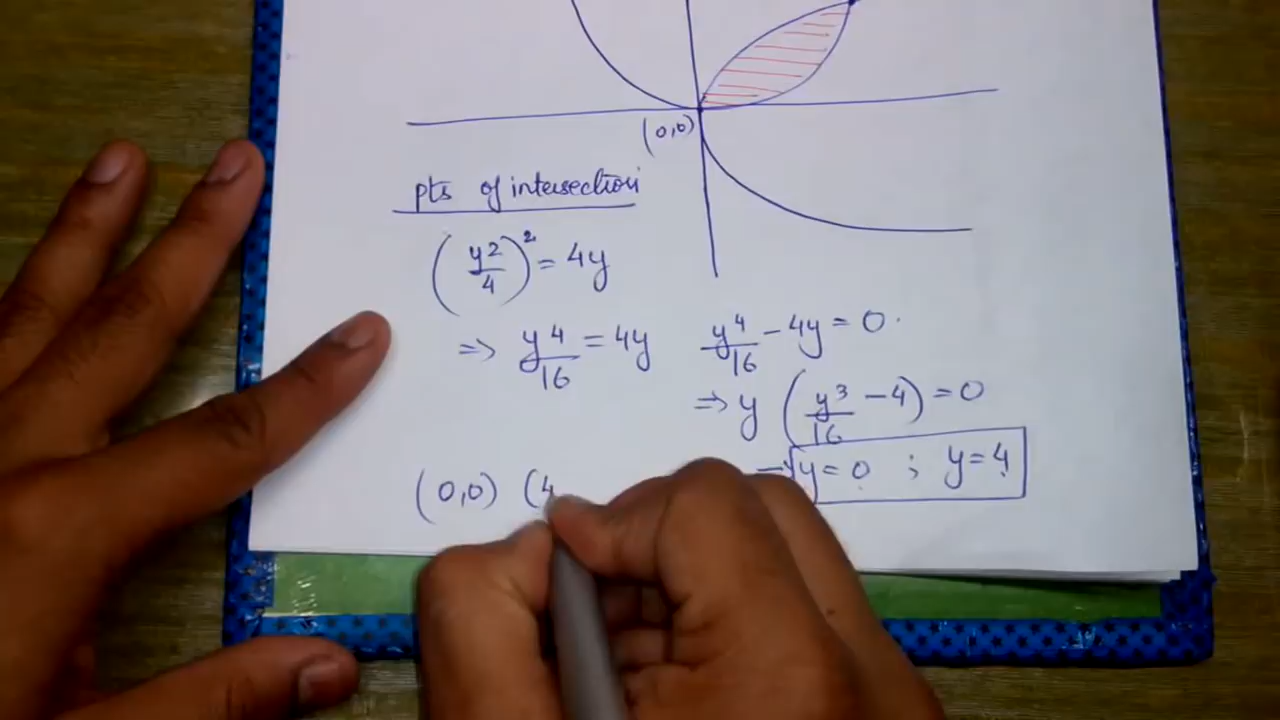 (0,0)
pts of intersection
(y²/4)² = 4y
⇒ y⁴/16 = 4y
y⁴/16 - 4y = 0
⇒ y (y³/16 - 4) = 0
y = 0 ; y = 4
(0,0) (4